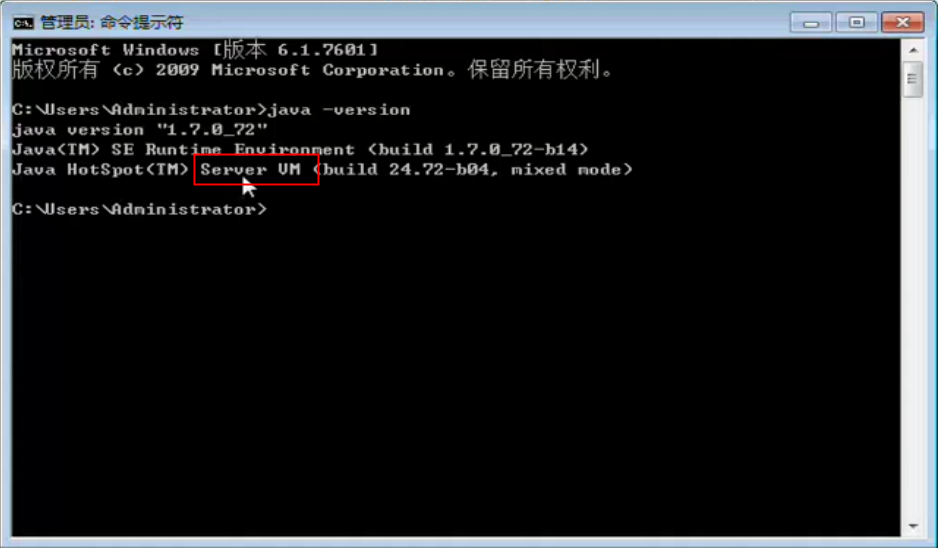 管理员: 命令提示符
Microsoft Windows [版本 6.1.7601]
版权所有 (c) 2009 Microsoft Corporation。保留所有权利。
C:\Users\Administrator>java -version
java version "1.7.0_72"
Java(TM) SE Runtime Environment (build 1.7.0_72-b14)
Java HotSpot(TM) Server VM (build 24.72-b04, mixed mode)
C:\Users\Administrator>